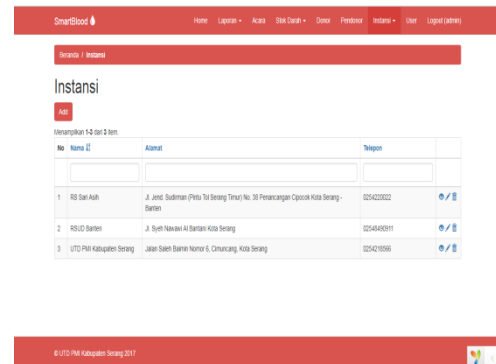 SmartBlood
Home Laporan Acara Stok Darah Donor Pendonor Instansi User Logout (admin)
Beranda / Instansi
Instansi
Add
Menampilkan 1-3 dari 3 item.
No Nama Alamat Telepon
1 RS Sari Asih Jl. Jend. Sudirman (Pintu Tol Serang Timur) No. 38 Penancangan Cipocok Kota Serang - Banten 0254220022
2 RSUD Banten Jl. Syeh Nawawi Al Bantani Kota Serang 02548490911
3 UTD PMI Kabupaten Serang Jalan Saleh Baimin Nomor 6, Cimuncang, Kota Serang 0254218566
© UTD PMI Kabupaten Serang 2017